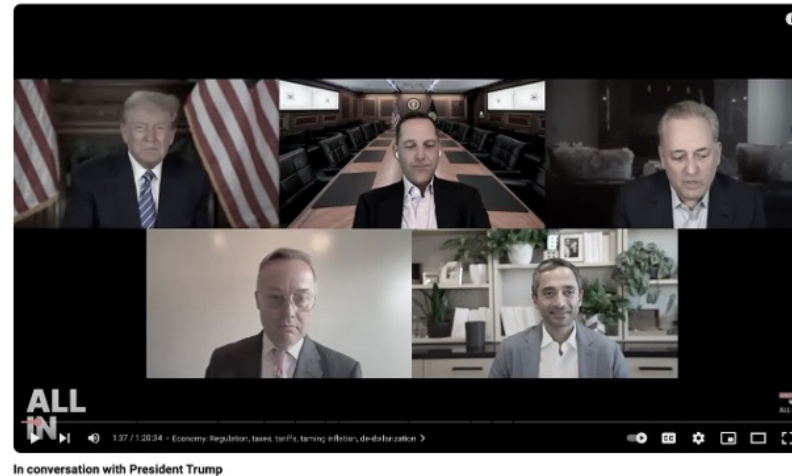 ALL
IN
1:37 / 1:20:34 • Economy: Regulation, taxes, tariffs, taming inflation, de-dollarization >
CC
In conversation with President Trump